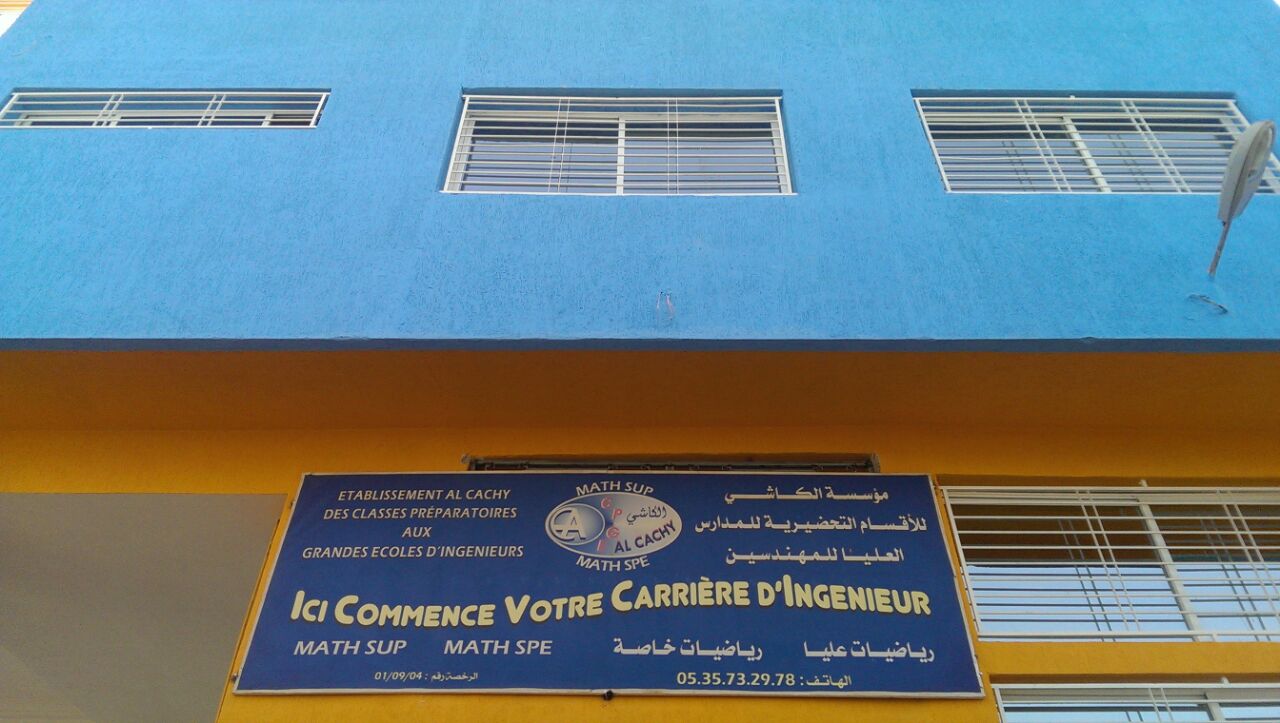 ETABLISSEMENT AL CACHY
DES CLASSES PRÉPARATOIRES
AUX
GRANDES ECOLES D'INGENIEURS
MATH SUP
CPGE
الكاشي
AL CACHY
MATH SPE
مؤسسة الكاشي
للأقسام التحضيرية للمدارس
العليا للمهندسين
ICI COMMENCE VOTRE CARRIÈRE D'INGENIEUR
MATH SUP MATH SPE
رياضيات عليا رياضيات خاصة
الرخصة رقم : 01/09/04
الهاتف : 05.35.73.29.78